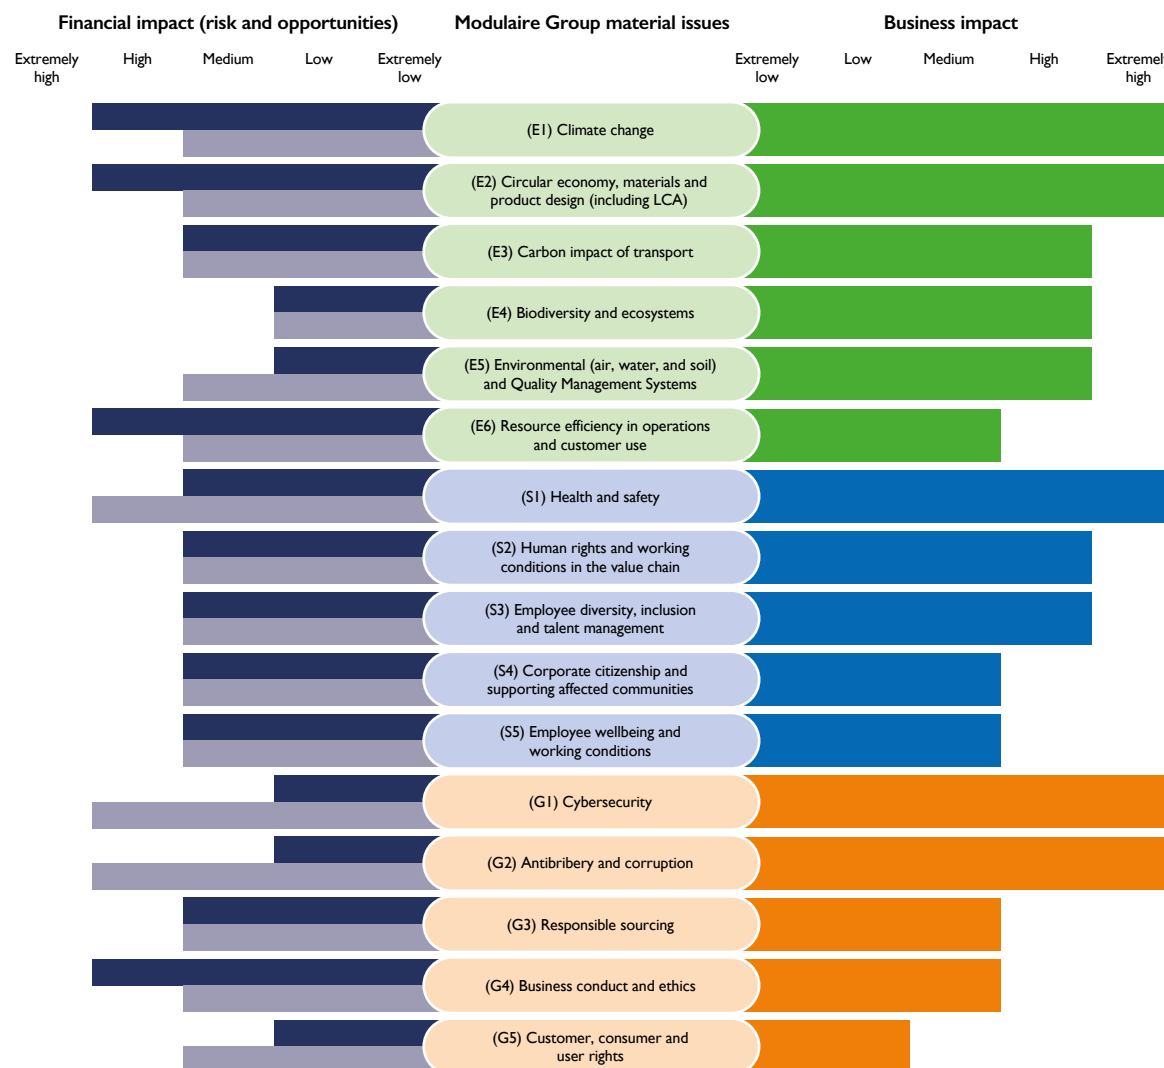 Financial impact (risk and opportunities)
Modulaire Group material issues
Business impact
Extremely
high
High
Medium
Low
Extremely
low
Extremely
low
Low
Medium
High
Extremely
high
(E1) Climate change
(E2) Circular economy, materials and
product design (including LCA)
(E3) Carbon impact of transport
(E4) Biodiversity and ecosystems
(E5) Environmental (air, water, and soil)
and Quality Management Systems
(E6) Resource efficiency in operations
and customer use
(S1) Health and safety
(S2) Human rights and working
conditions in the value chain
(S3) Employee diversity, inclusion
and talent management
(S4) Corporate citizenship and
supporting affected communities
(S5) Employee wellbeing and
working conditions
(G1) Cybersecurity
(G2) Antibribery and corruption
(G3) Responsible sourcing
(G4) Business conduct and ethics
(G5) Customer, consumer and
user rights